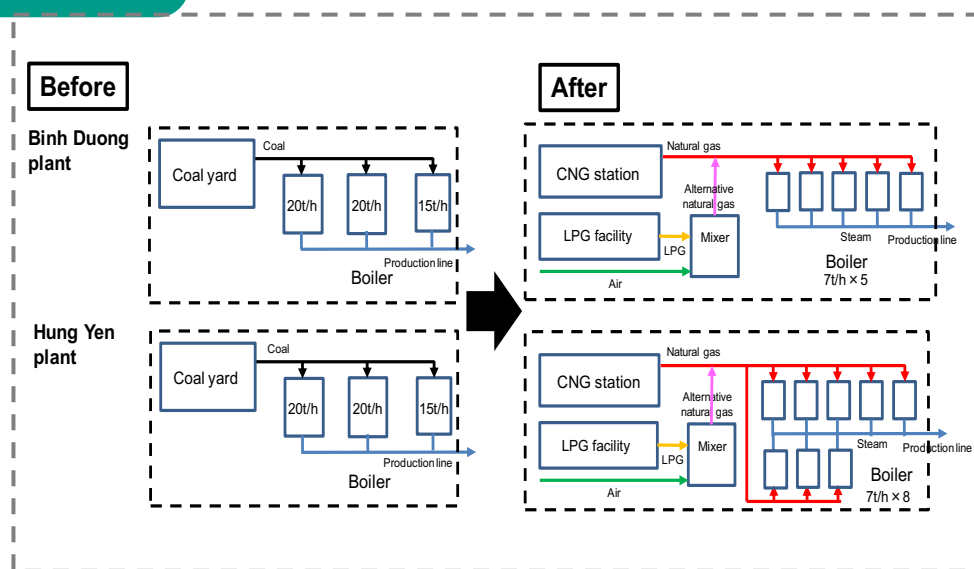 Before
Binh Duong
plant
Coal yard
Coal
20t/h
20t/h
15t/h
Production line
Boiler
Hung Yen
plant
Coal yard
Coal
20t/h
20t/h
15t/h
Production line
Boiler
After
CNG station
Natural gas
Alternative
natural gas
LPG facility
LPG
Mixer
Air
Steam
Production line
Boiler
7t/h × 5
CNG station
Natural gas
Alternative
natural gas
LPG facility
LPG
Mixer
Air
Steam
Production line
Boiler
7t/h × 8